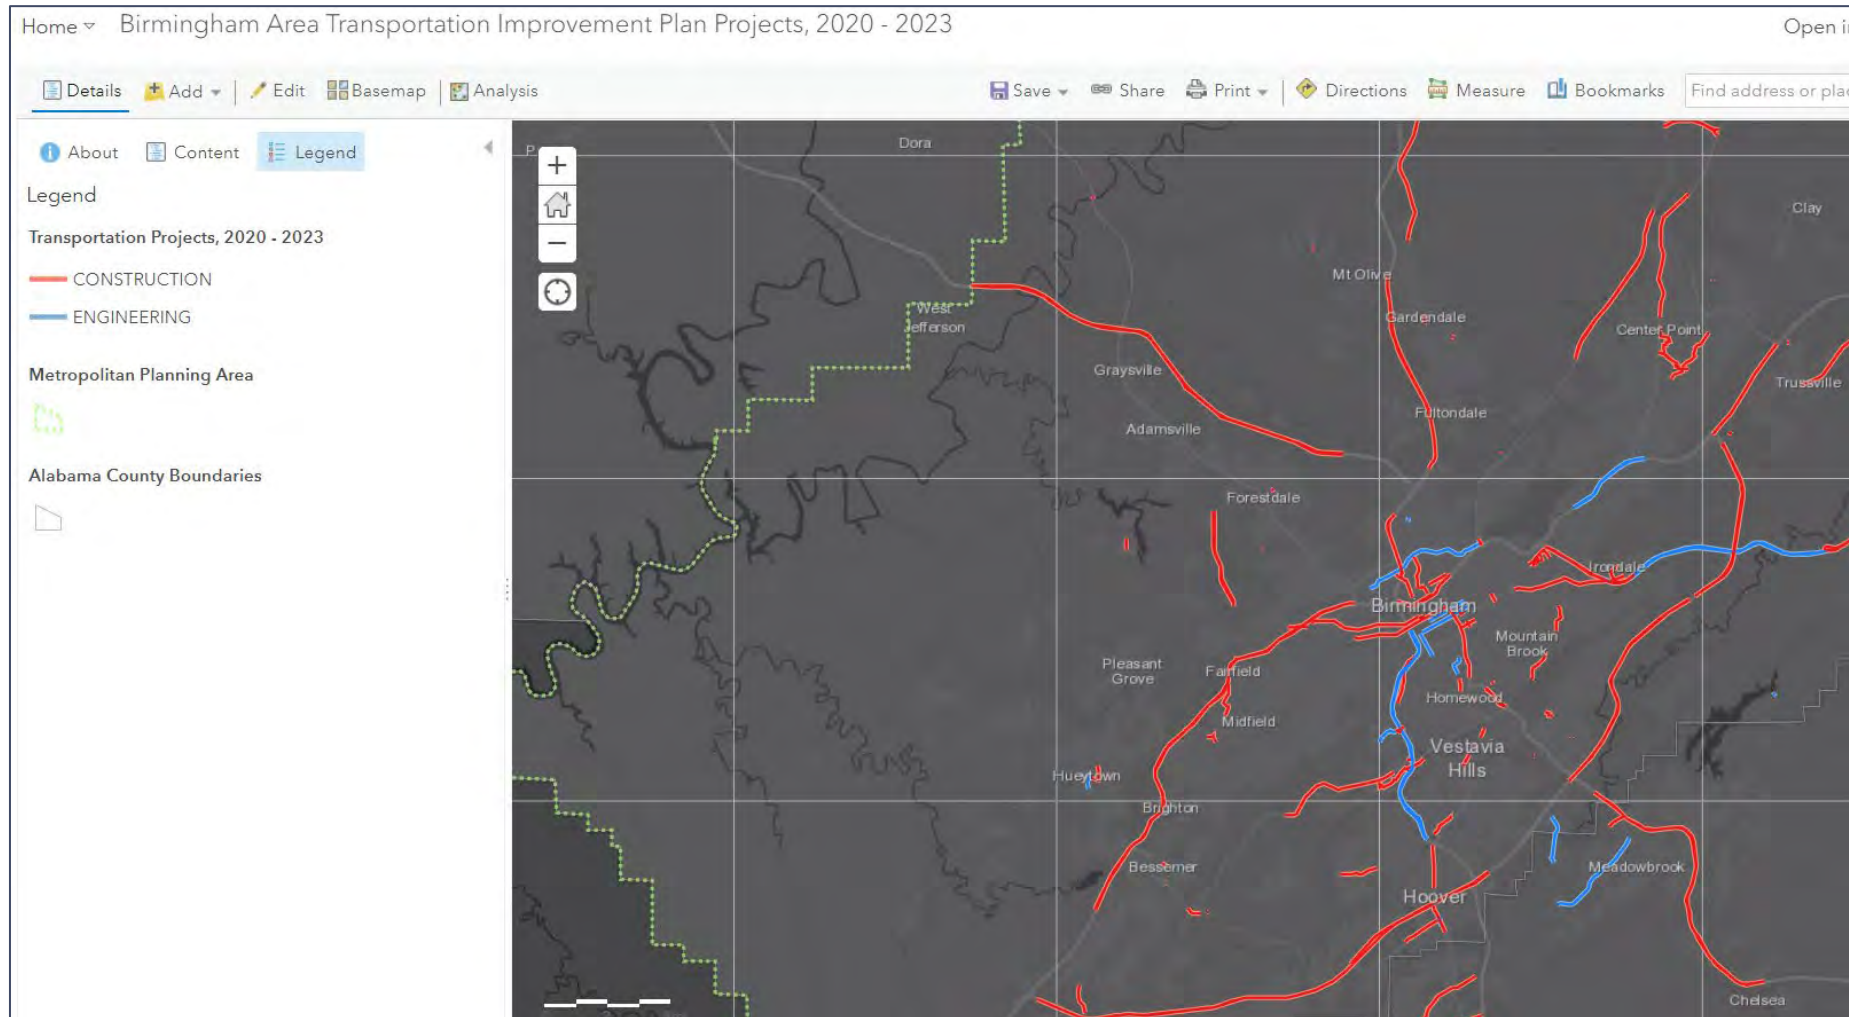 Home Birmingham Area Transportation Improvement Plan Projects, 2020 - 2023
Open in
Details Add Edit Basemap Analysis
Save Share Print Directions Measure Bookmarks Find address or plac
About Content Legend
Legend
Transportation Projects, 2020 - 2023
CONSTRUCTION
ENGINEERING
Metropolitan Planning Area
Alabama County Boundaries
P
Dora
Clay
Mt Olive
West
Jefferson
Gardendale
Center Point
Graysville
Trussville
Fultondale
Adamsville
Forestdale
Irondale
Birmingham
Mountain
Brook
Pleasant
Grove
Fairfield
Homewood
Midfield
Vestavia
Hills
Hueytown
Brighton
Bessemer
Meadowbrook
Hoover
Chelsea